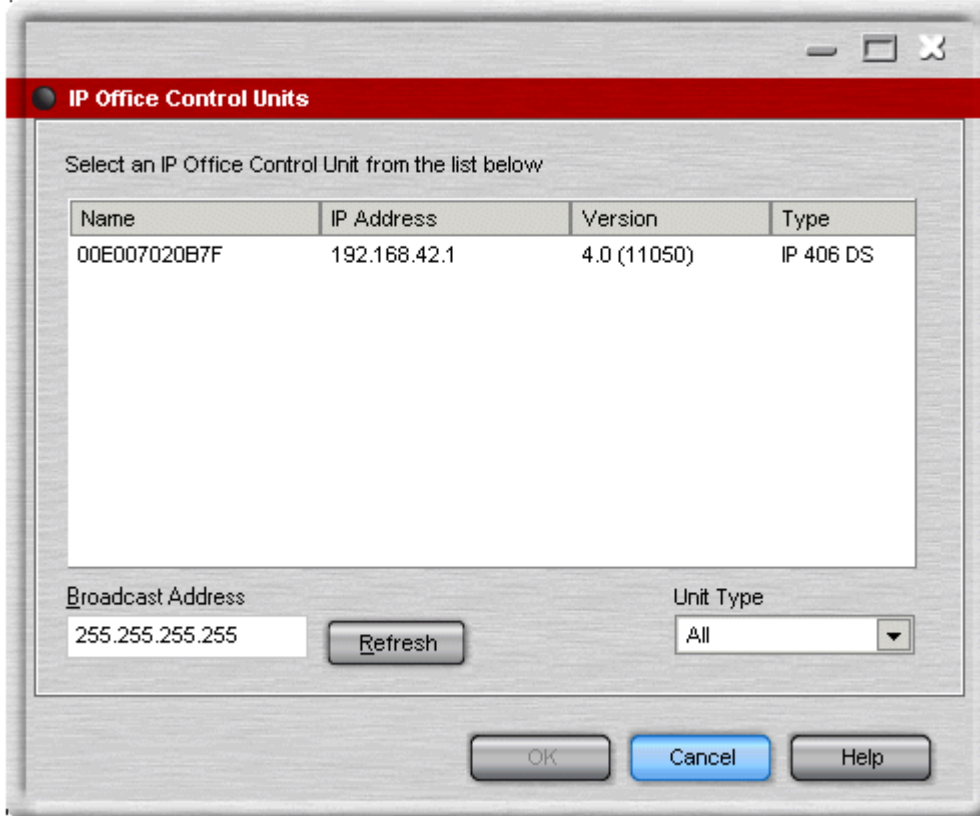 IP Office Control Units
Select an IP Office Control Unit from the list below
Name IP Address Version Type
00E007020B7F 192.168.42.1 4.0 (11050) IP 406 DS
Broadcast Address Unit Type
255.255.255.255 Refresh All
OK Cancel Help